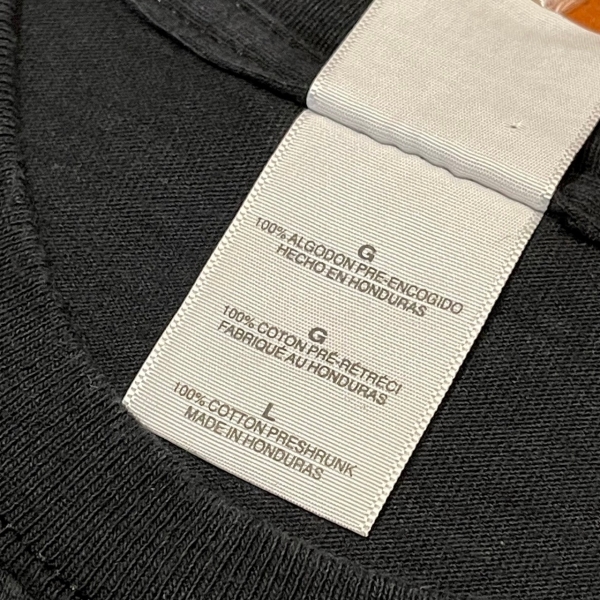 G
100% ALGODON PRE-ENCOGIDO
HECHO EN HONDURAS
G
100% COTON PRÉ-RÉTRÉCI
FABRIQUÉ AU HONDURAS
L
100% COTTON PRESHRUNK
MADE IN HONDURAS